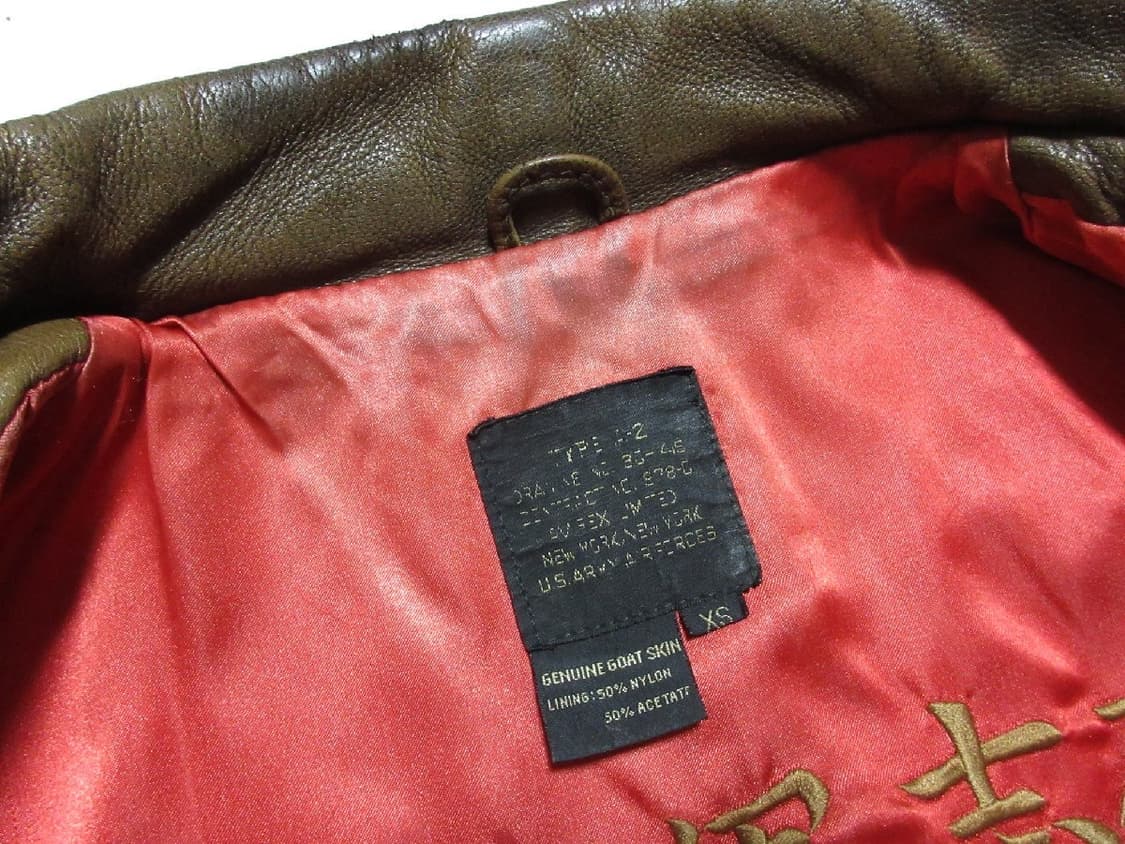 TYPE A-2
DRAWING NO. 30-1415
CONTRACT NO. 978-C
AVIREX LIMITED
NEW YORK, NEW YORK
U.S. ARMY AIR FORCES
XS
GENUINE GOAT SKIN
LINING: 50% NYLON
50% ACETATE